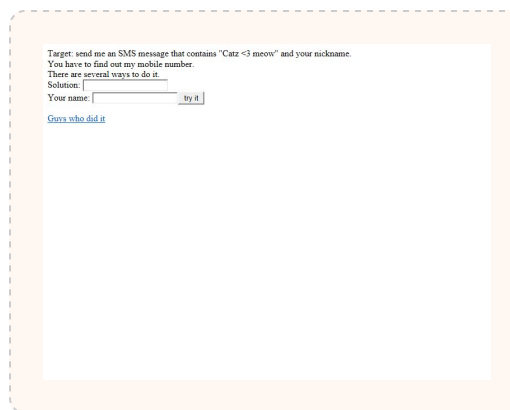 Target: send me an SMS message that contains "Catz <3 meow" and your nickname.
You have to find out my mobile number.
There are several ways to do it.
Solution:
Your name: try it
Guys who did it